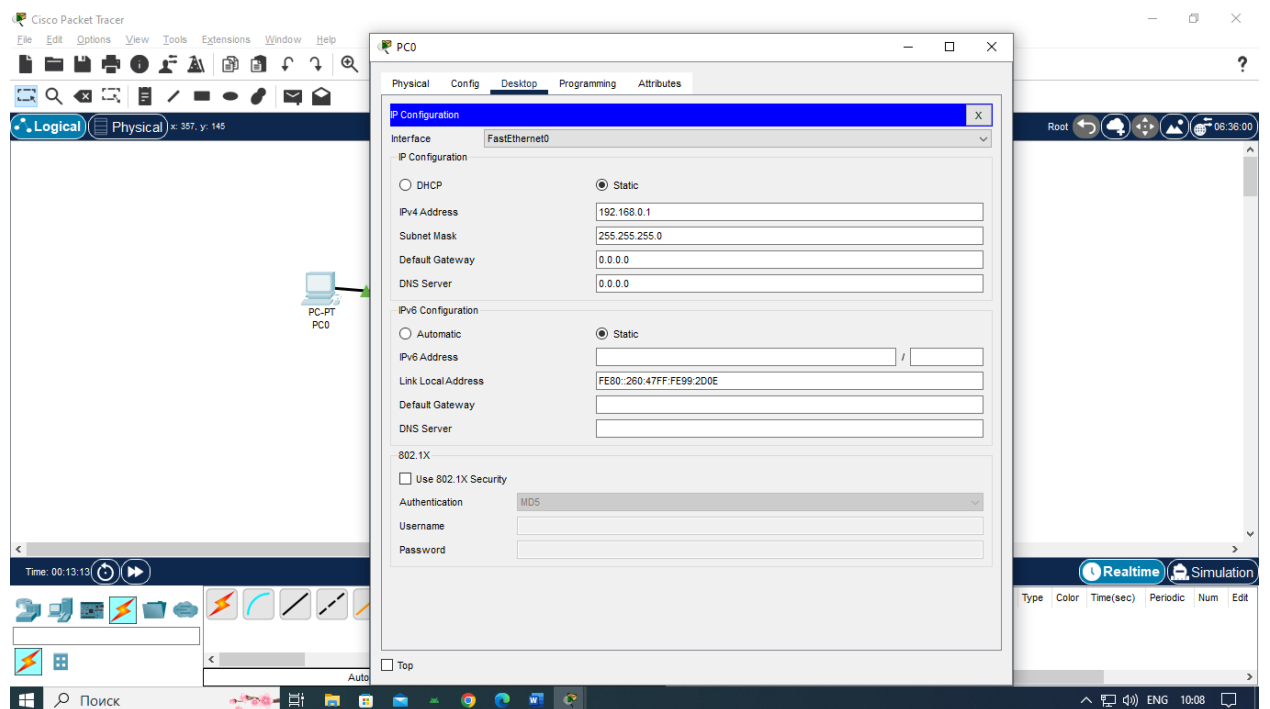 Cisco Packet Tracer
File Edit Options View Tools Extensions Window Help
PC0
?
Physical Config Desktop Programming Attributes
Logical Physical x: 357, y: 145
Root 06:36:00
IP Configuration X
Interface FastEthernet0
IP Configuration
DHCP Static
IPv4 Address 192.168.0.1
Subnet Mask 255.255.255.0
Default Gateway 0.0.0.0
DNS Server 0.0.0.0
PC-PT
PC0
IPv6 Configuration
Automatic Static
IPv6 Address /
Link Local Address FE80::260:47FF:FE99:2D0E
Default Gateway
DNS Server
802.1X
Use 802.1X Security
Authentication MD5
Username
Password
Time: 00:13:13
Realtime Simulation
Type Color Time(sec) Periodic Num Edit
Top
Auto
Поиск
ENG 10:08